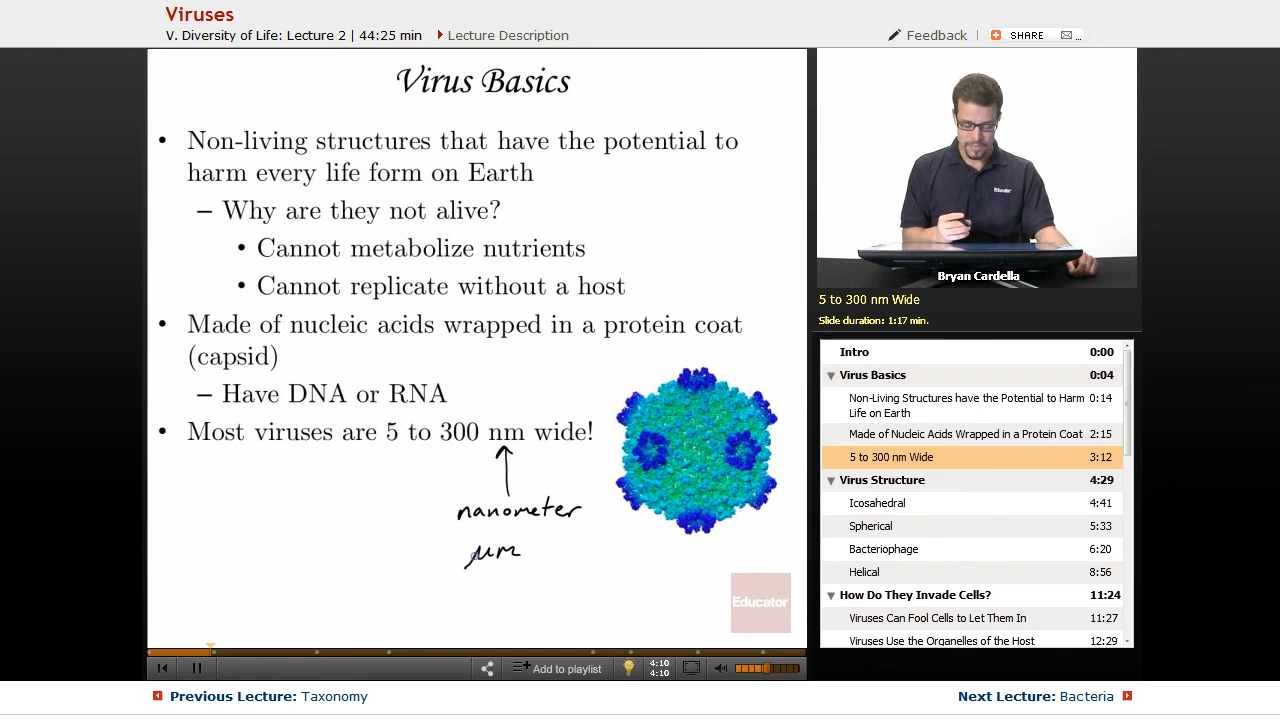 Viruses
V. Diversity of Life: Lecture 2 | 44:25 min
Lecture Description
Feedback
SHARE
Virus Basics
• Non-living structures that have the potential to
harm every life form on Earth
– Why are they not alive?
• Cannot metabolize nutrients
• Cannot replicate without a host
• Made of nucleic acids wrapped in a protein coat
(capsid)
– Have DNA or RNA
• Most viruses are 5 to 300 nm wide!
nanometer
µm
Educator
Educator
Bryan Cardella
5 to 300 nm Wide
Slide duration: 1:17 min.
Intro 0:00
Virus Basics 0:04
Non-Living Structures have the Potential to Harm 0:14
Life on Earth
Made of Nucleic Acids Wrapped in a Protein Coat 2:15
5 to 300 nm Wide 3:12
Virus Structure 4:29
Icosahedral 4:41
Spherical 5:33
Bacteriophage 6:20
Helical 8:56
How Do They Invade Cells? 11:24
Viruses Can Fool Cells to Let Them In 11:27
Viruses Use the Organelles of the Host 12:29
Add to playlist
4:10
4:10
Previous Lecture: Taxonomy
Next Lecture: Bacteria